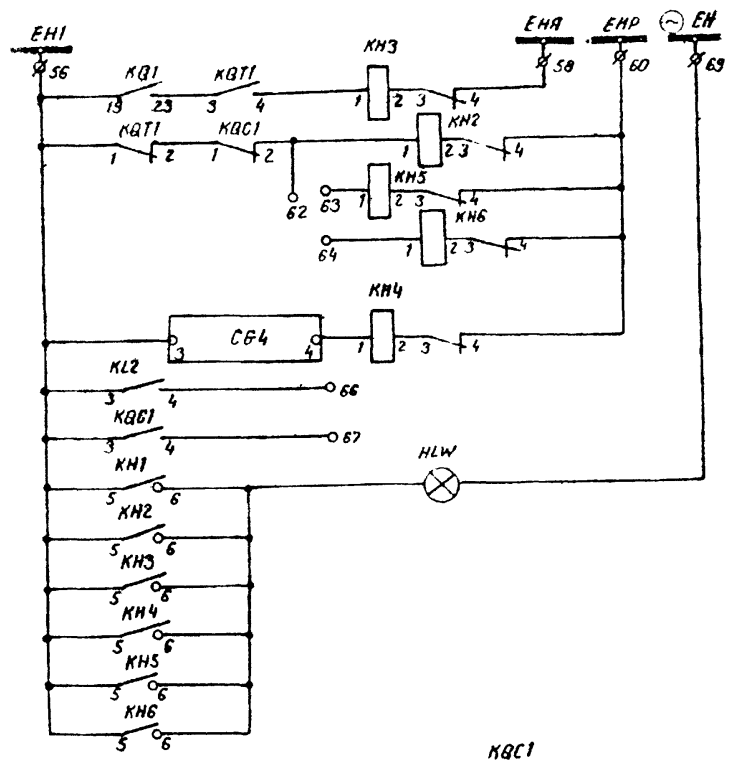 EH1 EHA EHP ~ EH
56 58 60 69
KQ1 KQT1 KH3
19 23 3 4 1 2 3 4
KQT1 KQC1 KH2
1 2 1 2 1 2 3 4
62 63 KH5
1 2 3 4
64 KH6
1 2 3 4
CG4 KH4
3 4 1 2 3 4
KL2
3 4 66
KQC1
3 4 67
KH1 HLW
5 6
KH2
5 6
KH3
5 6
KH4
5 6
KH5
5 6
KH6
5 6
KQC1